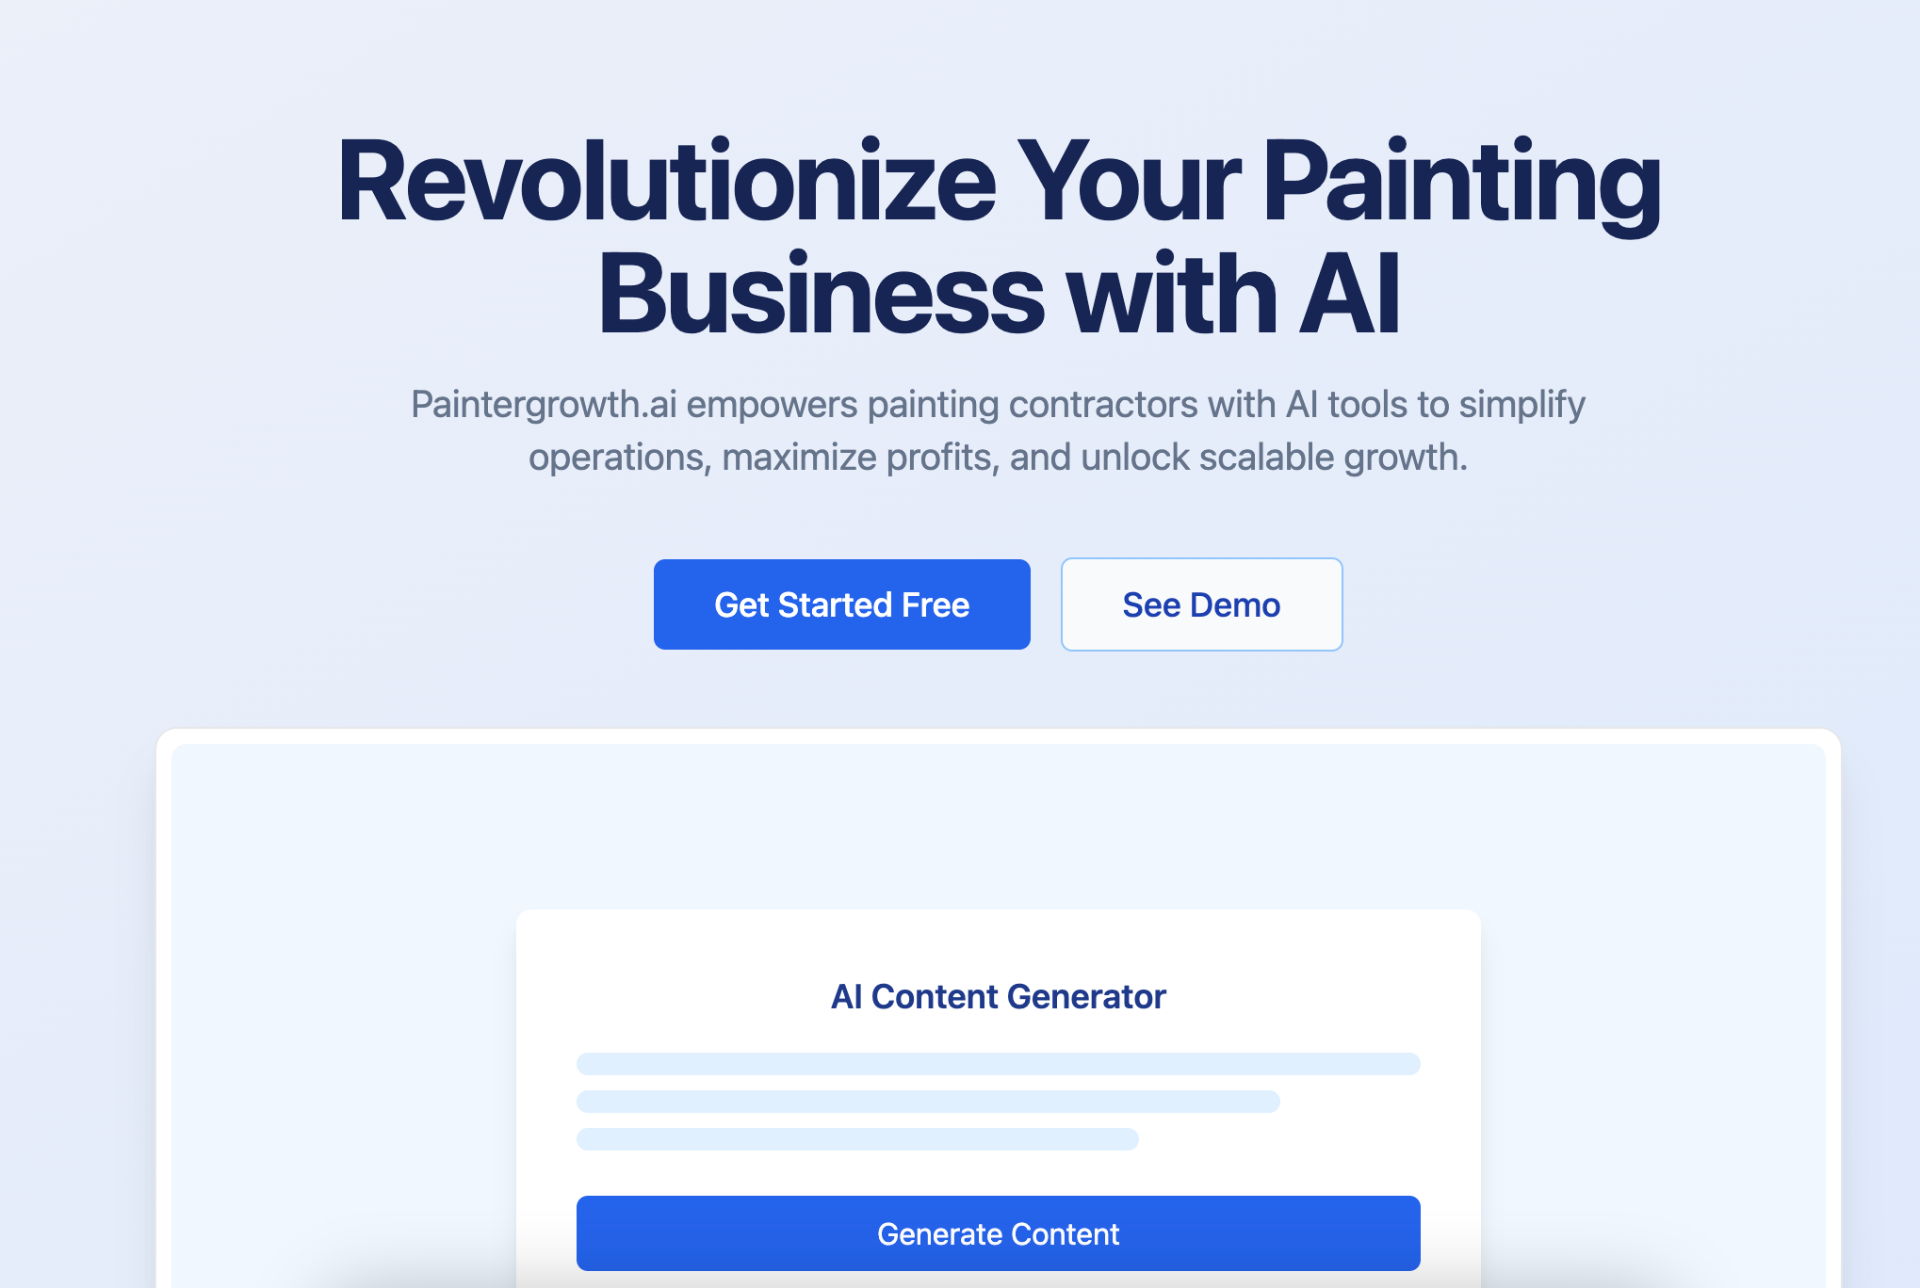 Revolutionize Your Painting
Business with AI
Paintergrowth.ai empowers painting contractors with AI tools to simplify
operations, maximize profits, and unlock scalable growth.
Get Started Free
See Demo
AI Content Generator
Generate Content